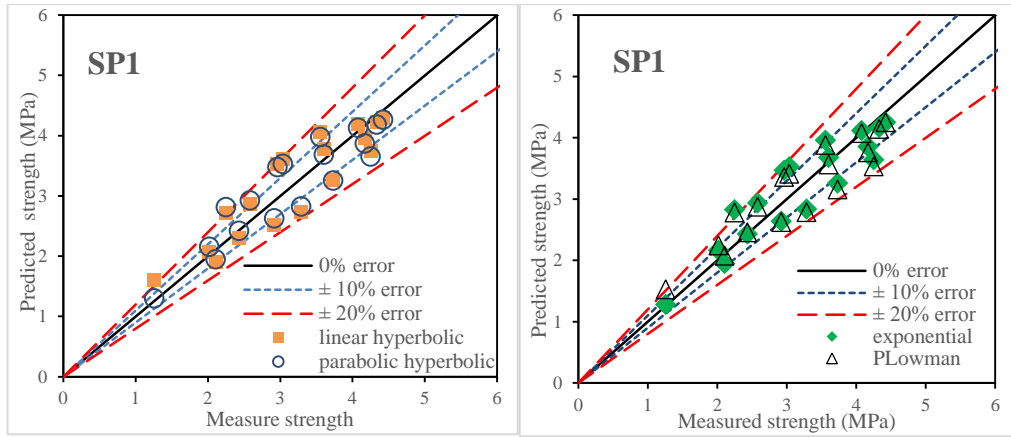 SP1
Predicted strength (MPa)
6
5
4
3
2
1
0
0 1 2 3 4 5 6
Measure strength
0% error
± 10% error
± 20% error
linear hyperbolic
parabolic hyperbolic
SP1
Predicted strength (MPa)
6
5
4
3
2
1
0
0 1 2 3 4 5 6
Measured strength (MPa)
0% error
± 10% error
± 20% error
exponential
PLowman